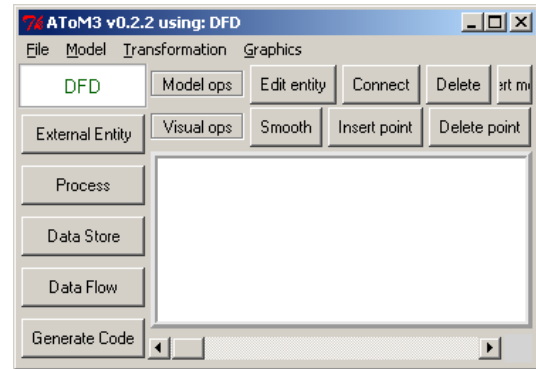 AToM3 v0.2.2 using: DFD
File Model Transformation Graphics
DFD Model ops Edit entity Connect Delete
External Entity Visual ops Smooth Insert point Delete point
Process
Data Store
Data Flow
Generate Code